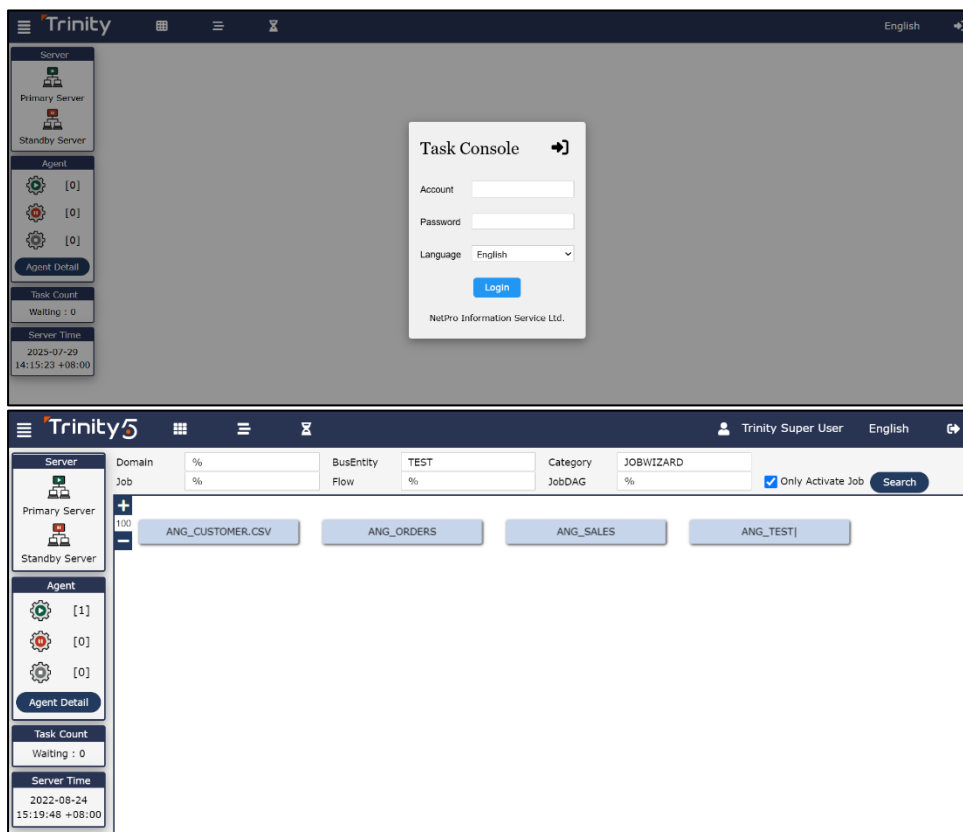 Trinity
English
Server
Primary Server
Standby Server
Agent
[0]
[0]
[0]
Agent Detail
Task Count
Waiting : 0
Server Time
2025-07-29
14:15:23 +08:00
Task Console
Account
Password
Language English
Login
NetPro Information Service Ltd.
Trinity5
Trinity Super User English
Server
Primary Server
Standby Server
Agent
[1]
[0]
[0]
Agent Detail
Task Count
Waiting : 0
Server Time
2022-08-24
15:19:48 +08:00
Domain % BusEntity TEST Category JOBWIZARD
Job % Flow % JobDAG % Only Activate Job Search
100
ANG_CUSTOMER.CSV ANG_ORDERS ANG_SALES ANG_TEST|